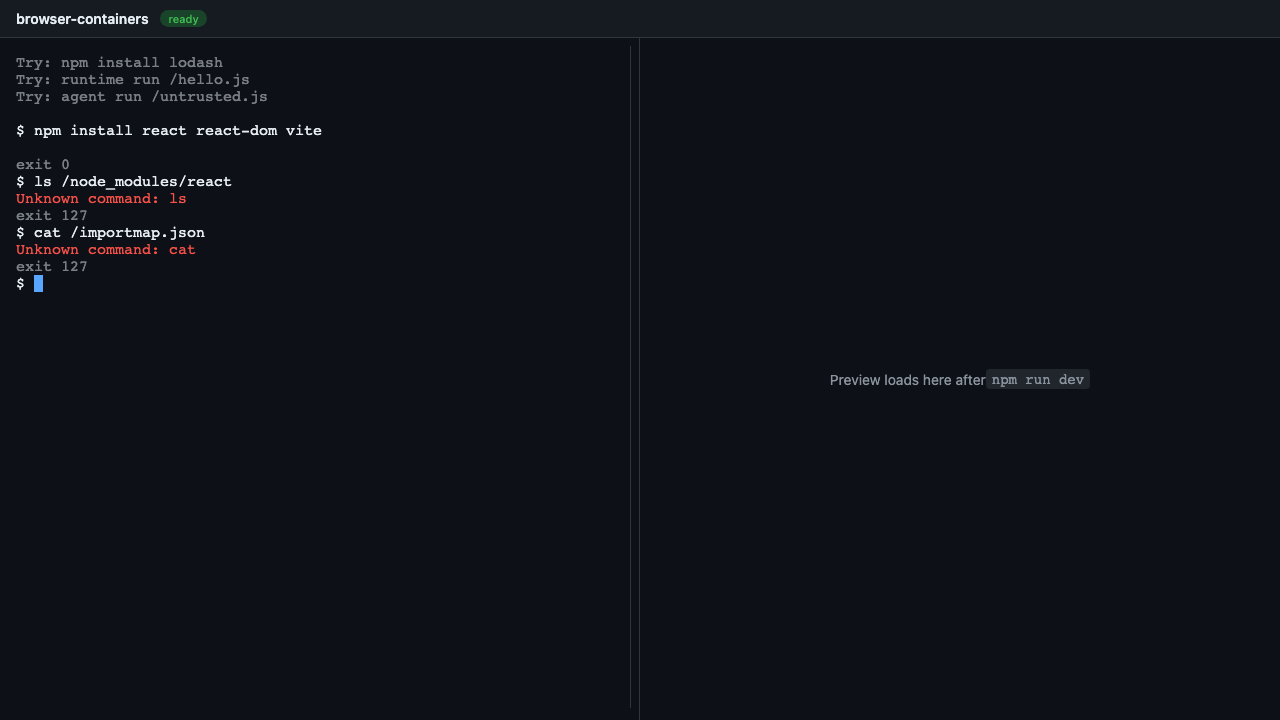 browser-containers ready
Try: npm install lodash
Try: runtime run /hello.js
Try: agent run /untrusted.js
$ npm install react react-dom vite
exit 0
$ ls /node_modules/react
Unknown command: ls
exit 127
$ cat /importmap.json
Unknown command: cat
exit 127
$
Preview loads here after npm run dev